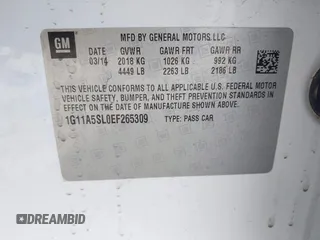 GM
MFD BY GENERAL MOTORS LLC
03/14 GVWR GAWR FRT GAWR RR
2018 KG 1026 KG 992 KG
4449 LB 2263 LB 2186 LB
THIS VEHICLE CONFORMS TO ALL APPLICABLE U.S. FEDERAL MOTOR
VEHICLE SAFETY, BUMPER, AND THEFT PREVENTION STANDARDS IN
EFFECT ON THE DATE OF MANUFACTURE SHOWN ABOVE.
1G11A5SL0EF265309 TYPE: PASS CAR
DREAMBID